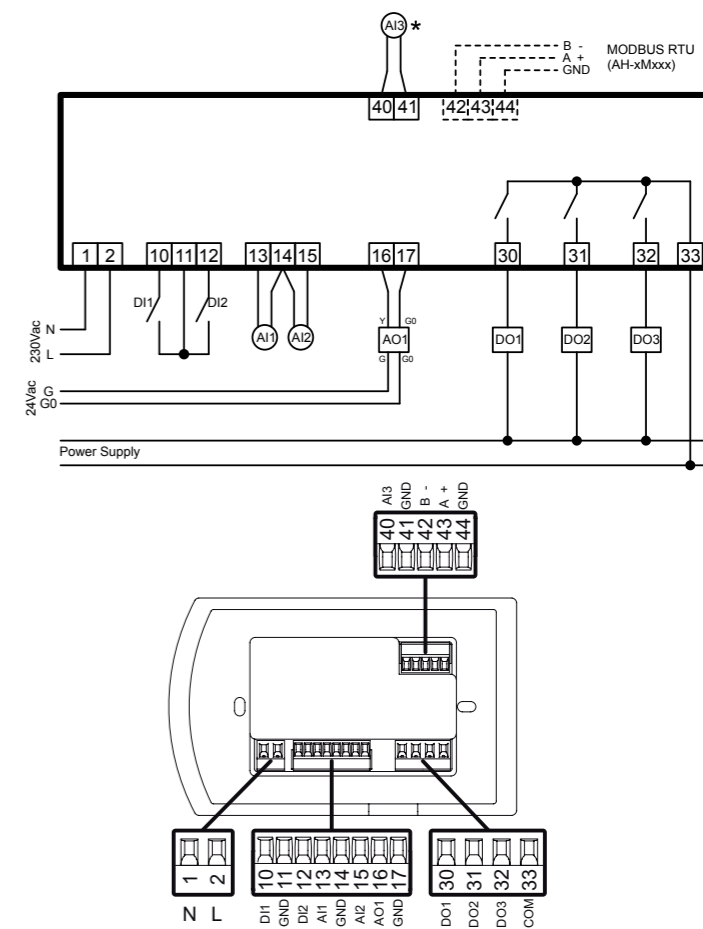 AI3 *
B -
A +
GND
MODBUS RTU
(AH-xMxxx)
40 41 42 43 44
1 2 10 11 12 13 14 15 16 17 30 31 32 33
DI1 DI2
AI1 AI2
Y G0
AO1
G G0
DO1 DO2 DO3
230Vac
N
L
24Vac
G
G0
Power Supply
AI3 GND B - A + GND
40 41 42 43 44
1 2
N L
10 11 12 13 14 15 16 17
DI1 GND DI2 AI1 GND AI2 AO1 GND
30 31 32 33
DO1 DO2 DO3 COM